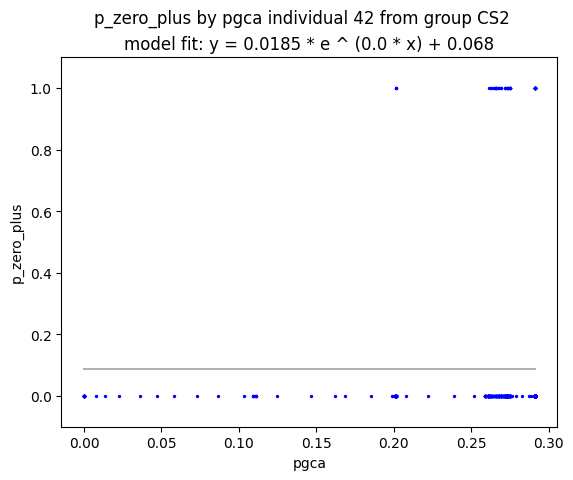 p_zero_plus by pgca individual 42 from group CS2
model fit: y = 0.0185 * e ^ (0.0 * x) + 0.068
1.0
0.8
0.6
0.4
0.2
0.0
p_zero_plus
0.00 0.05 0.10 0.15 0.20 0.25 0.30
pgca